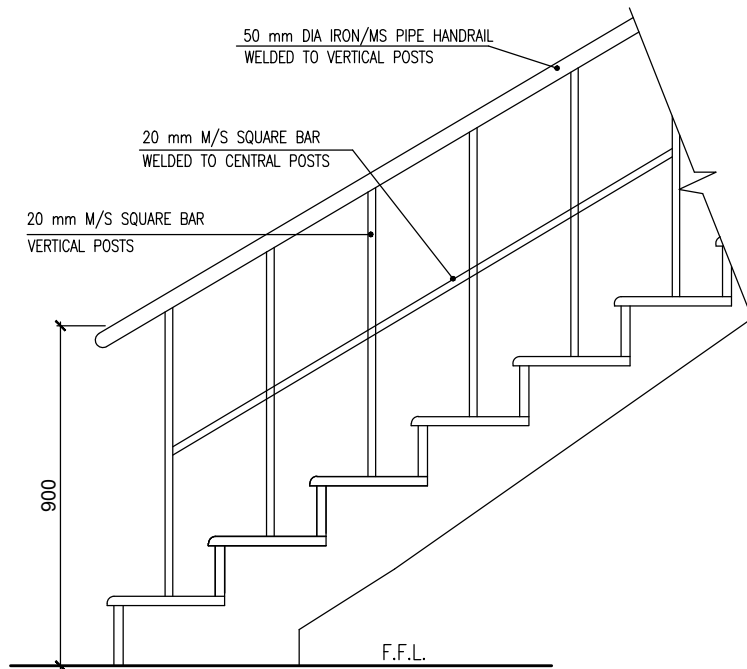 50 mm DIA IRON/MS PIPE HANDRAIL
WELDED TO VERTICAL POSTS
20 mm M/S SQUARE BAR
WELDED TO CENTRAL POSTS
20 mm M/S SQUARE BAR
VERTICAL POSTS
900
F.F.L.